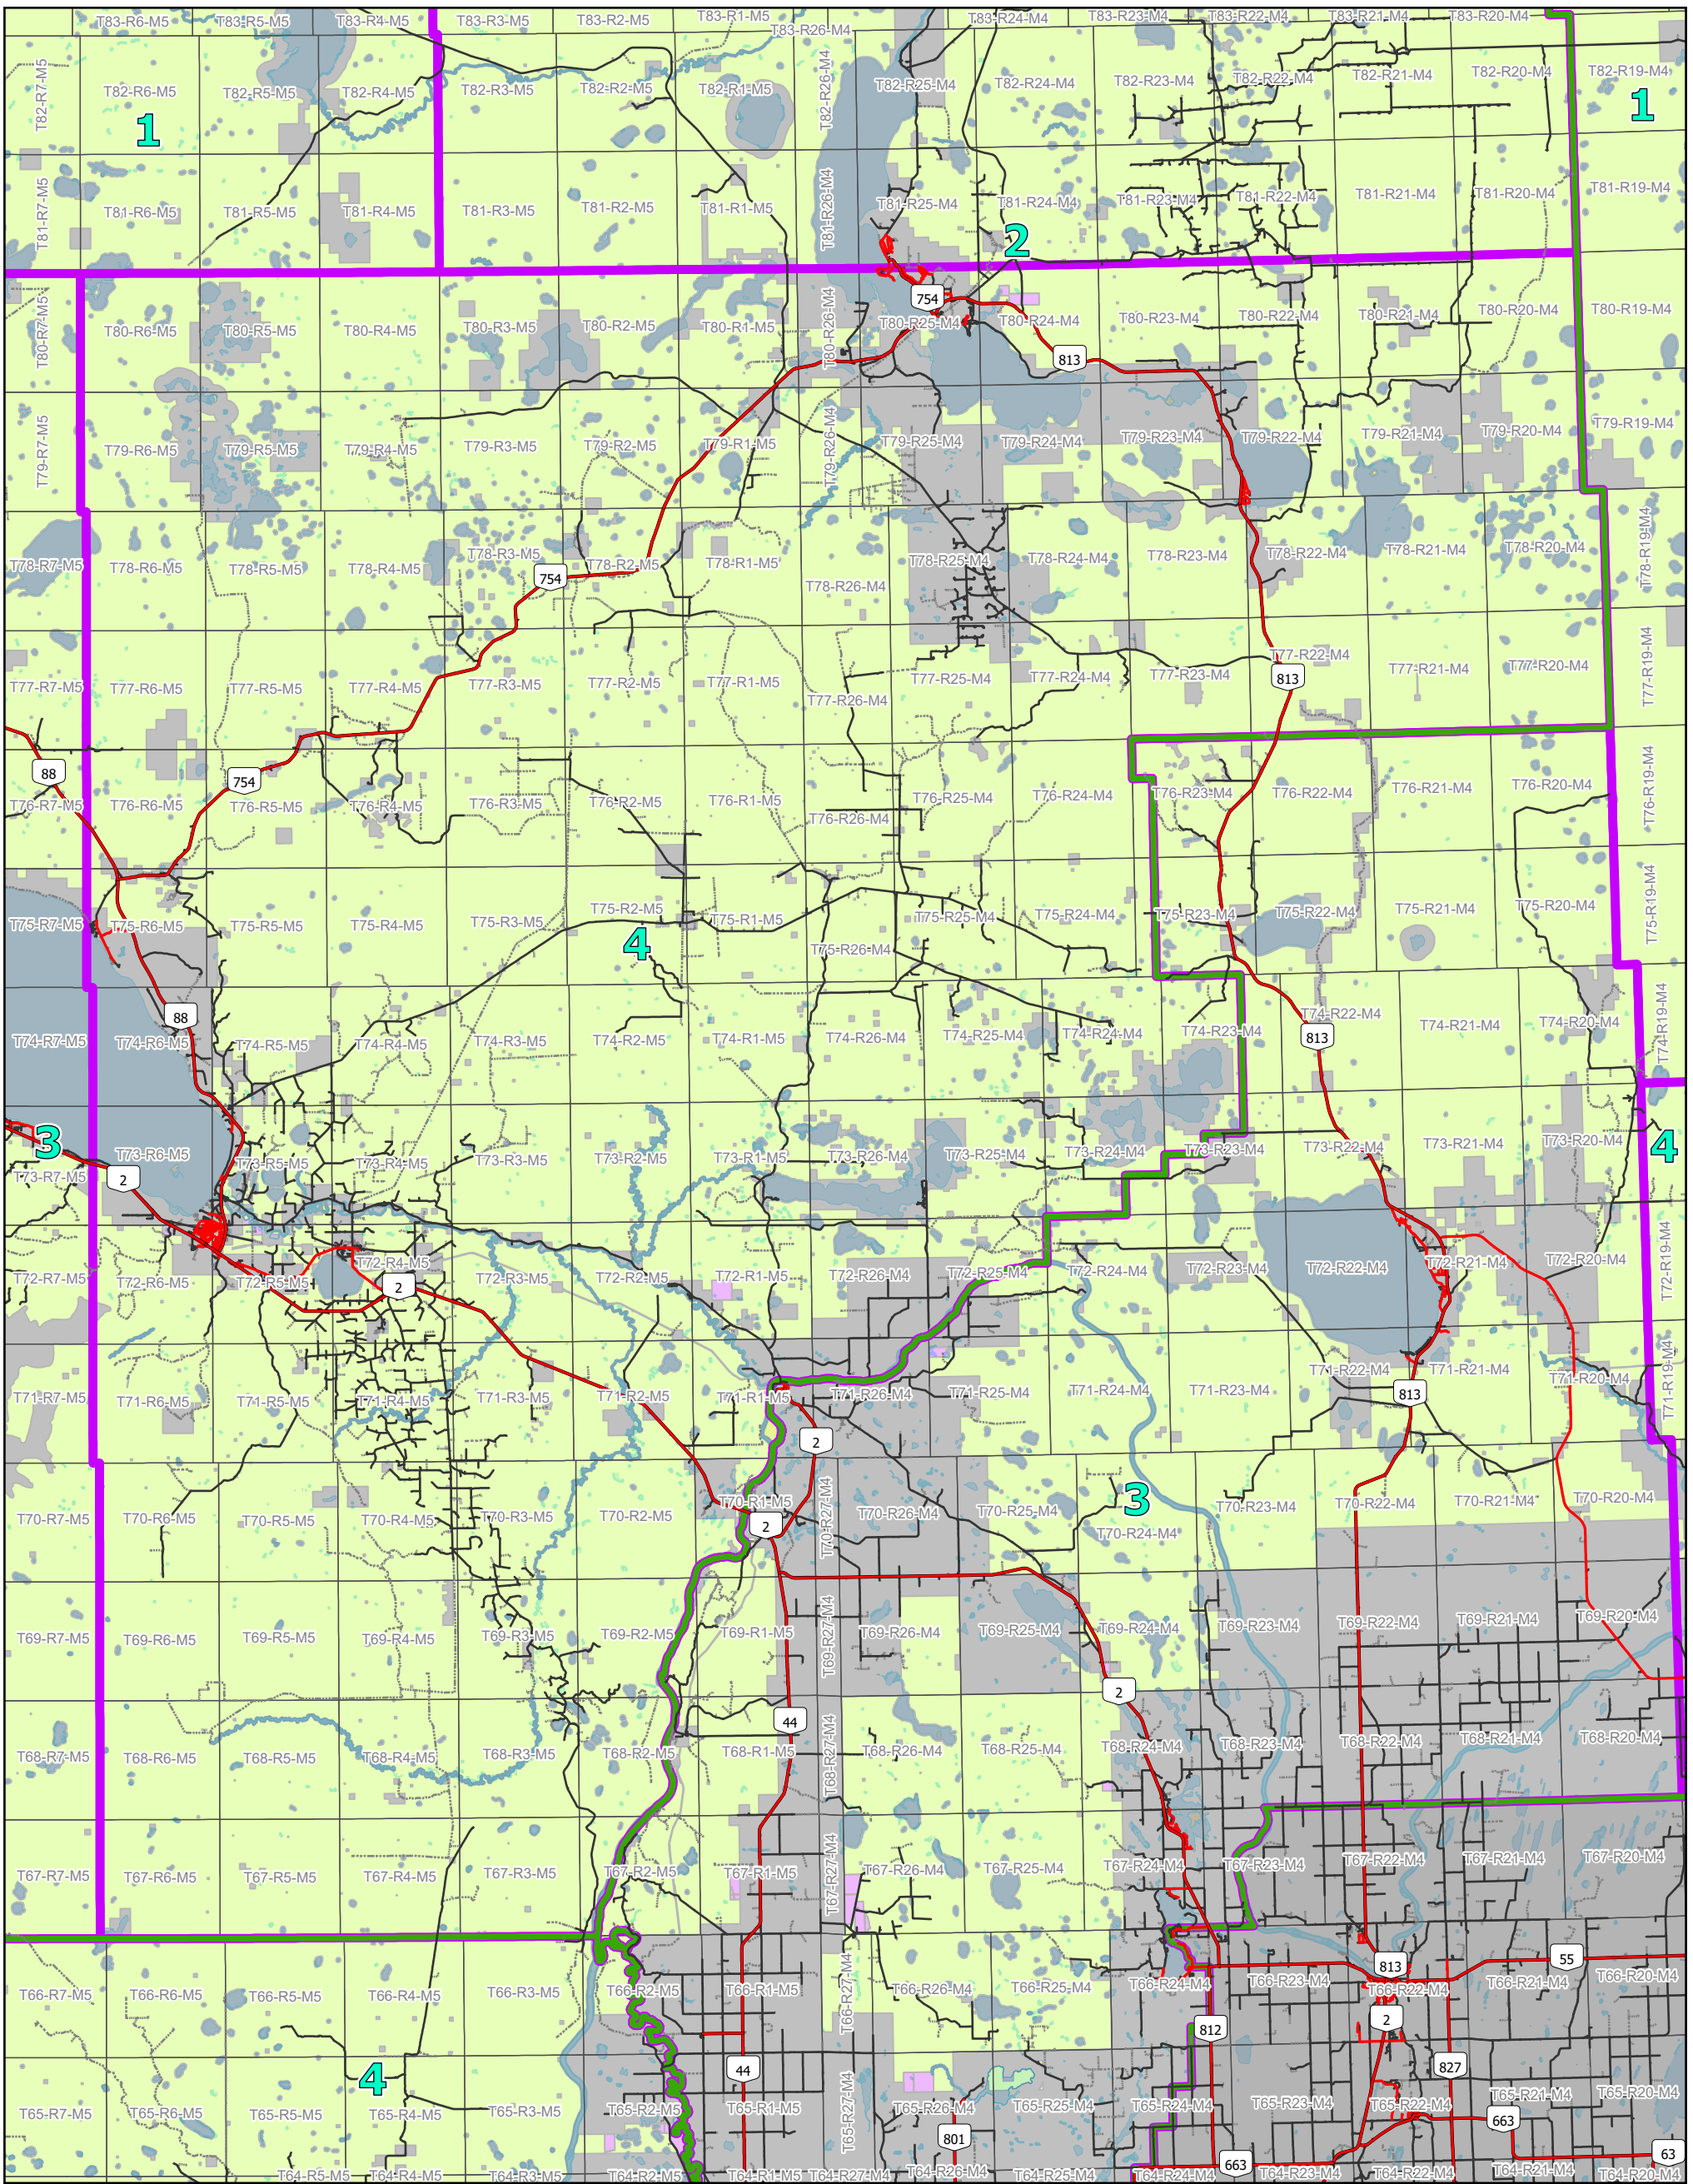 T83-R6-M5 T83-R5-M5 T83-R4-M5 T83-R3-M5 T83-R2-M5 T83-R1-M5 T83-R26-M4 T83-R24-M4 T83-R23-M4 T83-R22-M4 T83-R21-M4 T83-R20-M4
T82-R7-M5 T82-R6-M5 T82-R5-M5 T82-R4-M5 T82-R3-M5 T82-R2-M5 T82-R1-M5 T82-R26-M4 T82-R25-M4 T82-R24-M4 T82-R23-M4 T82-R22-M4 T82-R21-M4 T82-R20-M4 T82-R19-M4
1 1
T81-R7-M5 T81-R6-M5 T81-R5-M5 T81-R4-M5 T81-R3-M5 T81-R2-M5 T81-R1-M5 T81-R26-M4 T81-R25-M4 T81-R24-M4 T81-R23-M4 T81-R22-M4 T81-R21-M4 T81-R20-M4 T81-R19-M4
2
754
T80-R7-M5 T80-R6-M5 T80-R5-M5 T80-R4-M5 T80-R3-M5 T80-R2-M5 T80-R1-M5 T80-R26-M4 T80-R25-M4 T80-R24-M4 T80-R23-M4 T80-R22-M4 T80-R21-M4 T80-R20-M4 T80-R19-M4
813
T79-R7-M5 T79-R6-M5 T79-R5-M5 T79-R4-M5 T79-R3-M5 T79-R2-M5 T79-R1-M5 T79-R26-M4 T79-R25-M4 T79-R24-M4 T79-R23-M4 T79-R22-M4 T79-R21-M4 T79-R20-M4 T79-R19-M4
T78-R7-M5 T78-R6-M5 T78-R5-M5 T78-R4-M5 T78-R3-M5 T78-R2-M5 T78-R1-M5 T78-R26-M4 T78-R25-M4 T78-R24-M4 T78-R23-M4 T78-R22-M4 T78-R21-M4 T78-R20-M4 T78-R19-M4
754
T77-R7-M5 T77-R6-M5 T77-R5-M5 T77-R4-M5 T77-R3-M5 T77-R2-M5 T77-R1-M5 T77-R26-M4 T77-R25-M4 T77-R24-M4 T77-R23-M4 T77-R22-M4 T77-R21-M4 T77-R20-M4 T77-R19-M4
813
88 754
T76-R7-M5 T76-R6-M5 T76-R5-M5 T76-R4-M5 T76-R3-M5 T76-R2-M5 T76-R1-M5 T76-R26-M4 T76-R25-M4 T76-R24-M4 T76-R23-M4 T76-R22-M4 T76-R21-M4 T76-R20-M4 T76-R19-M4
T75-R7-M5 T75-R6-M5 T75-R5-M5 T75-R4-M5 T75-R3-M5 T75-R2-M5 T75-R1-M5 T75-R26-M4 T75-R25-M4 T75-R24-M4 T75-R23-M4 T75-R22-M4 T75-R21-M4 T75-R20-M4 T75-R19-M4
4
88 813
T74-R7-M5 T74-R6-M5 T74-R5-M5 T74-R4-M5 T74-R3-M5 T74-R2-M5 T74-R1-M5 T74-R26-M4 T74-R25-M4 T74-R24-M4 T74-R23-M4 T74-R22-M4 T74-R21-M4 T74-R20-M4 T74-R19-M4
3 4
T73-R7-M5 T73-R6-M5 T73-R5-M5 T73-R4-M5 T73-R3-M5 T73-R2-M5 T73-R1-M5 T73-R26-M4 T73-R25-M4 T73-R24-M4 T73-R23-M4 T73-R22-M4 T73-R21-M4 T73-R20-M4
2
T72-R7-M5 T72-R6-M5 T72-R5-M5 T72-R4-M5 T72-R3-M5 T72-R2-M5 T72-R1-M5 T72-R26-M4 T72-R25-M4 T72-R24-M4 T72-R23-M4 T72-R22-M4 T72-R21-M4 T72-R20-M4 T72-R19-M4
2
T71-R7-M5 T71-R6-M5 T71-R5-M5 T71-R4-M5 T71-R3-M5 T71-R2-M5 T71-R1-M5 T71-R26-M4 T71-R25-M4 T71-R24-M4 T71-R23-M4 T71-R22-M4 T71-R21-M4 T71-R20-M4 T71-R19-M4
813
2
3
T70-R7-M5 T70-R6-M5 T70-R5-M5 T70-R4-M5 T70-R3-M5 T70-R2-M5 T70-R1-M5 T70-R27-M4 T70-R26-M4 T70-R25-M4 T70-R24-M4 T70-R23-M4 T70-R22-M4 T70-R21-M4 T70-R20-M4
2
T69-R7-M5 T69-R6-M5 T69-R5-M5 T69-R4-M5 T69-R3-M5 T69-R2-M5 T69-R1-M5 T69-R27-M4 T69-R26-M4 T69-R25-M4 T69-R24-M4 T69-R23-M4 T69-R22-M4 T69-R21-M4 T69-R20-M4
2
44
T68-R7-M5 T68-R6-M5 T68-R5-M5 T68-R4-M5 T68-R3-M5 T68-R2-M5 T68-R1-M5 T68-R27-M4 T68-R26-M4 T68-R25-M4 T68-R24-M4 T68-R23-M4 T68-R22-M4 T68-R21-M4 T68-R20-M4
T67-R7-M5 T67-R6-M5 T67-R5-M5 T67-R4-M5 T67-R3-M5 T67-R2-M5 T67-R1-M5 T67-R27-M4 T67-R26-M4 T67-R25-M4 T67-R24-M4 T67-R23-M4 T67-R22-M4 T67-R21-M4 T67-R20-M4
813 55
T66-R7-M5 T66-R6-M5 T66-R5-M5 T66-R4-M5 T66-R3-M5 T66-R2-M5 T66-R1-M5 T66-R27-M4 T66-R26-M4 T66-R25-M4 T66-R24-M4 T66-R23-M4 T66-R22-M4 T66-R21-M4 T66-R20-M4
812 2
4 44 827
T65-R7-M5 T65-R6-M5 T65-R5-M5 T65-R4-M5 T65-R3-M5 T65-R2-M5 T65-R1-M5 T65-R27-M4 T65-R26-M4 T65-R25-M4 T65-R24-M4 T65-R23-M4 T65-R22-M4 T65-R21-M4 T65-R20-M4
663
801 663 63
T64-R5-M5 T64-R4-M5 T64-R3-M5 T64-R2-M5 T64-R1-M5 T64-R27-M4 T64-R26-M4 T64-R25-M4 T64-R24-M4 T64-R23-M4 T64-R22-M4 T64-R21-M4 T64-R20-M4